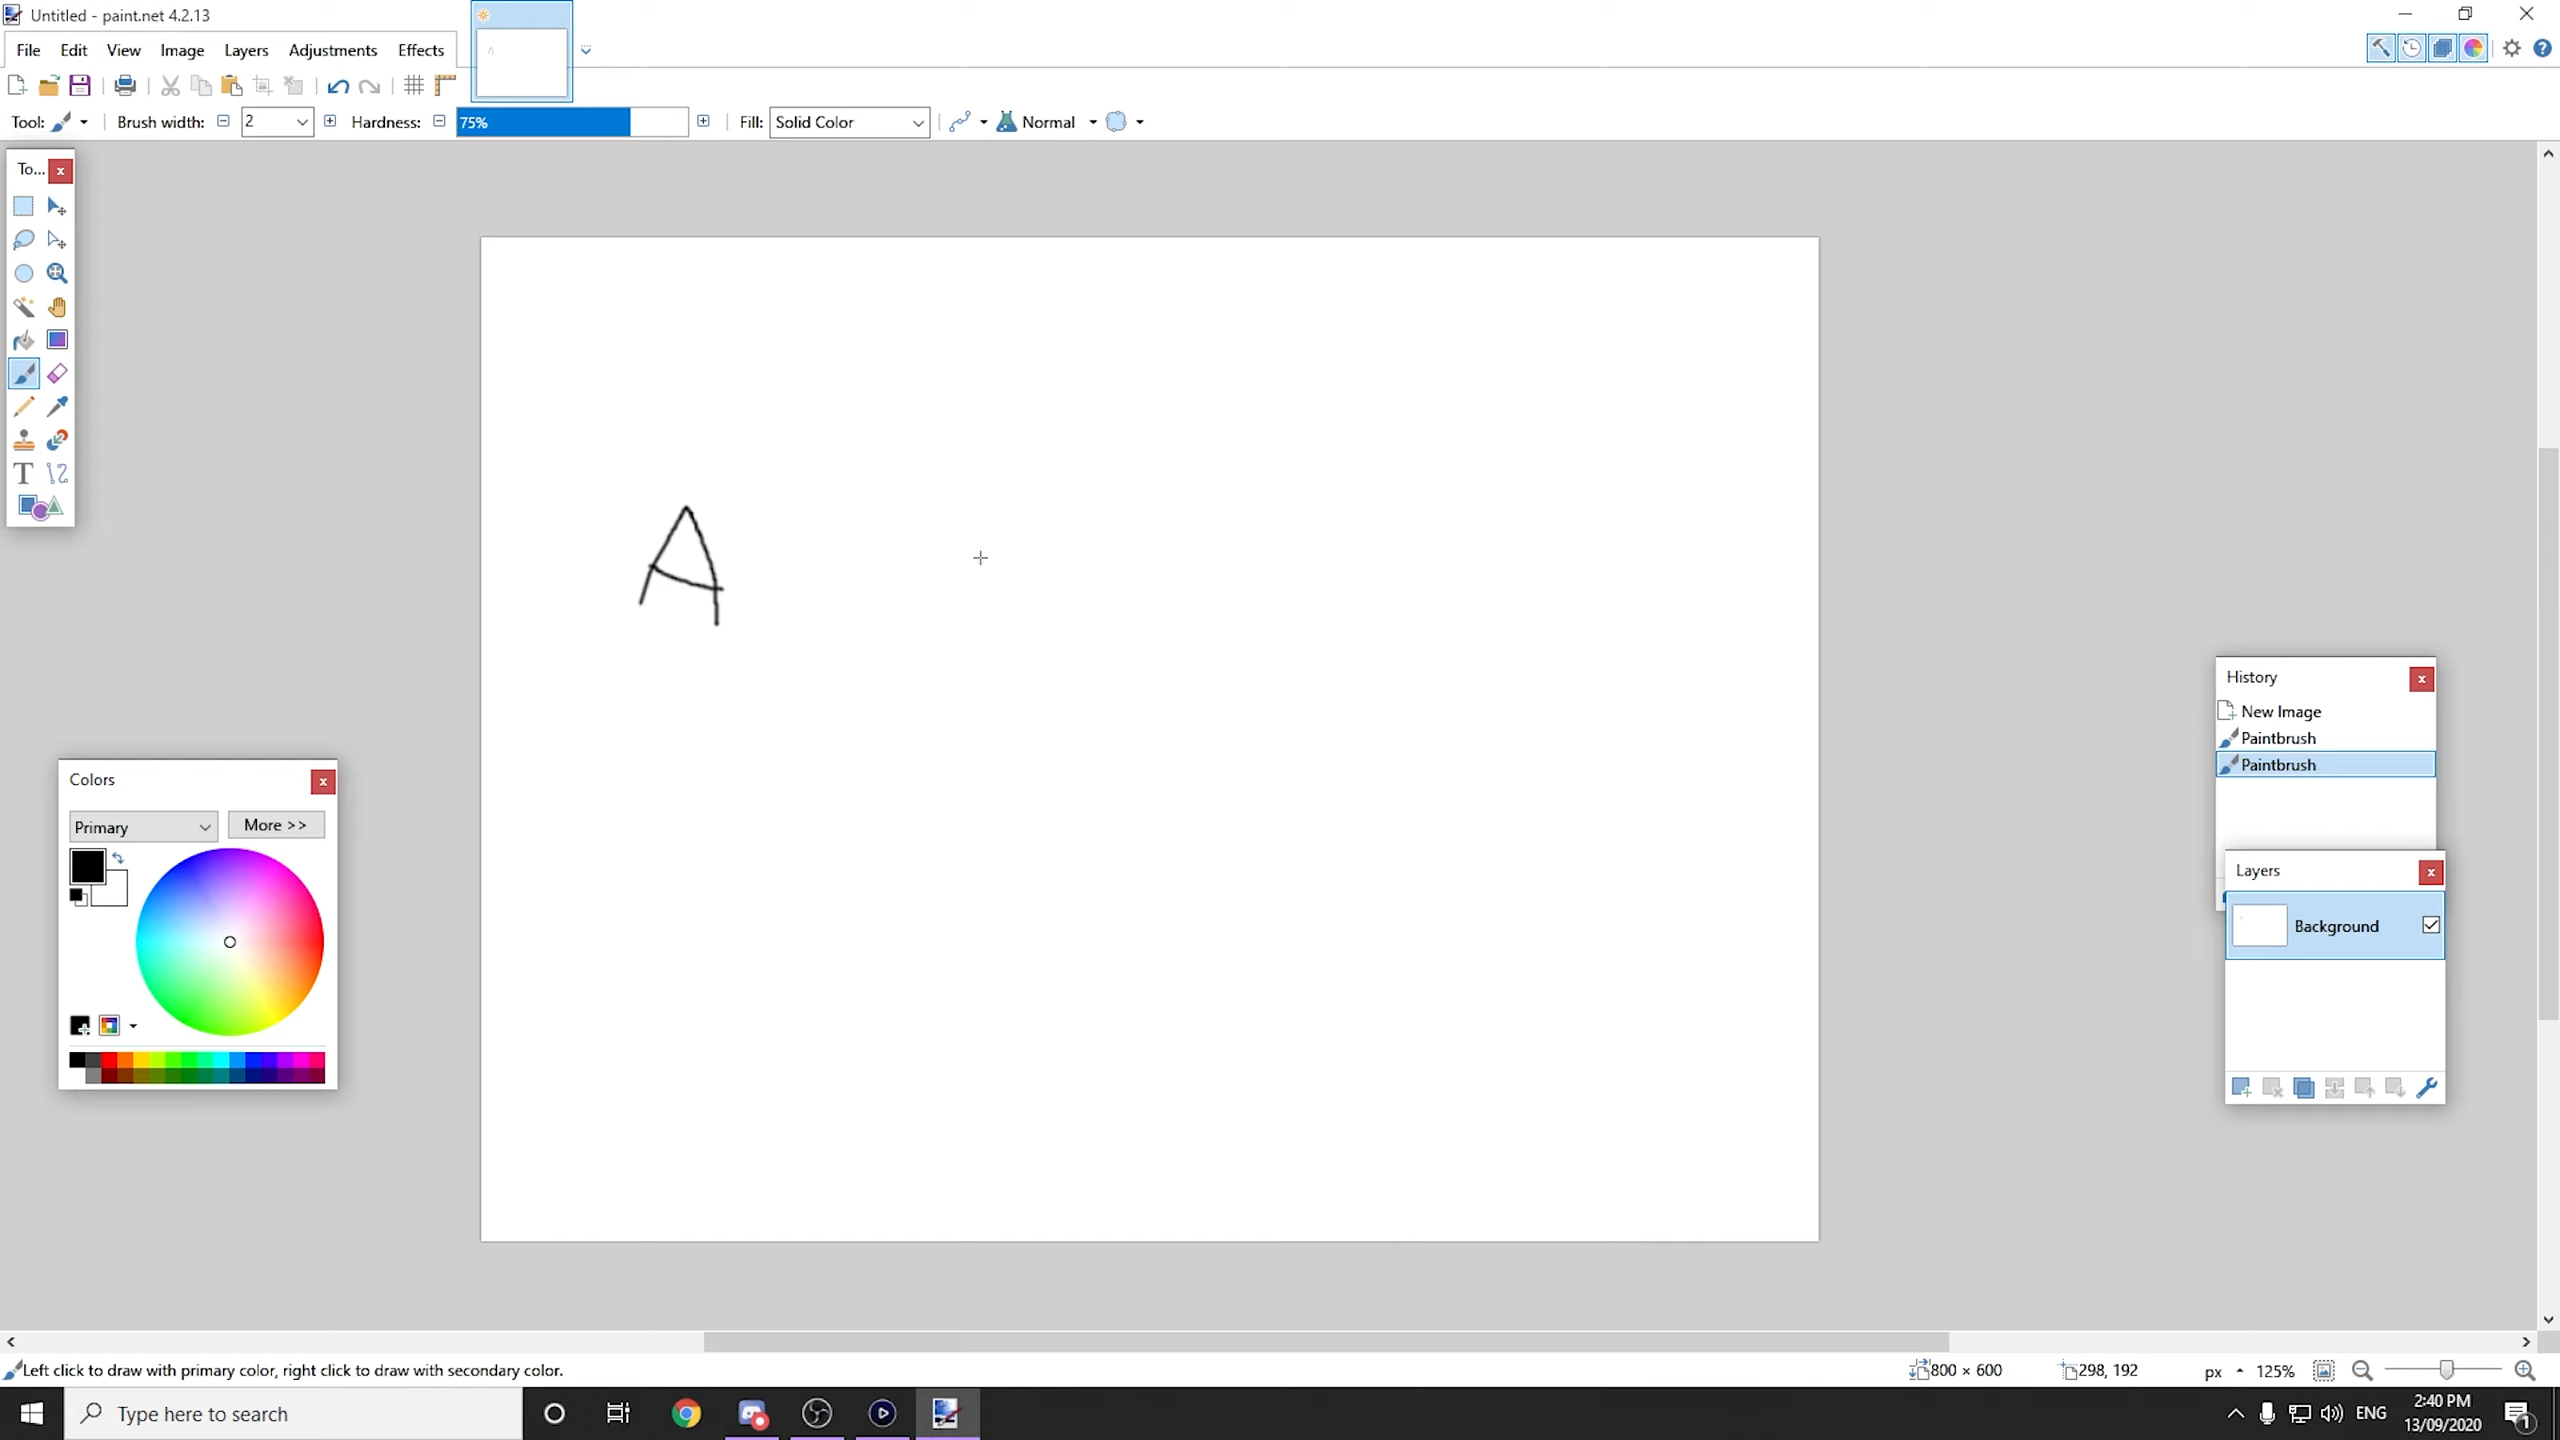 Untitled - paint.net 4.2.13
File Edit View Image Layers Adjustments Effects
Tool: Brush width: 2 Hardness: 75% Fill: Solid Color Normal
To...
T
A
History
New Image
Paintbrush
Paintbrush
Layers
Background
Colors
Primary More >>
Left click to draw with primary color, right click to draw with secondary color. 800 × 600 298, 192 px 125%
Type here to search ENG 2:40 PM
13/09/2020 1